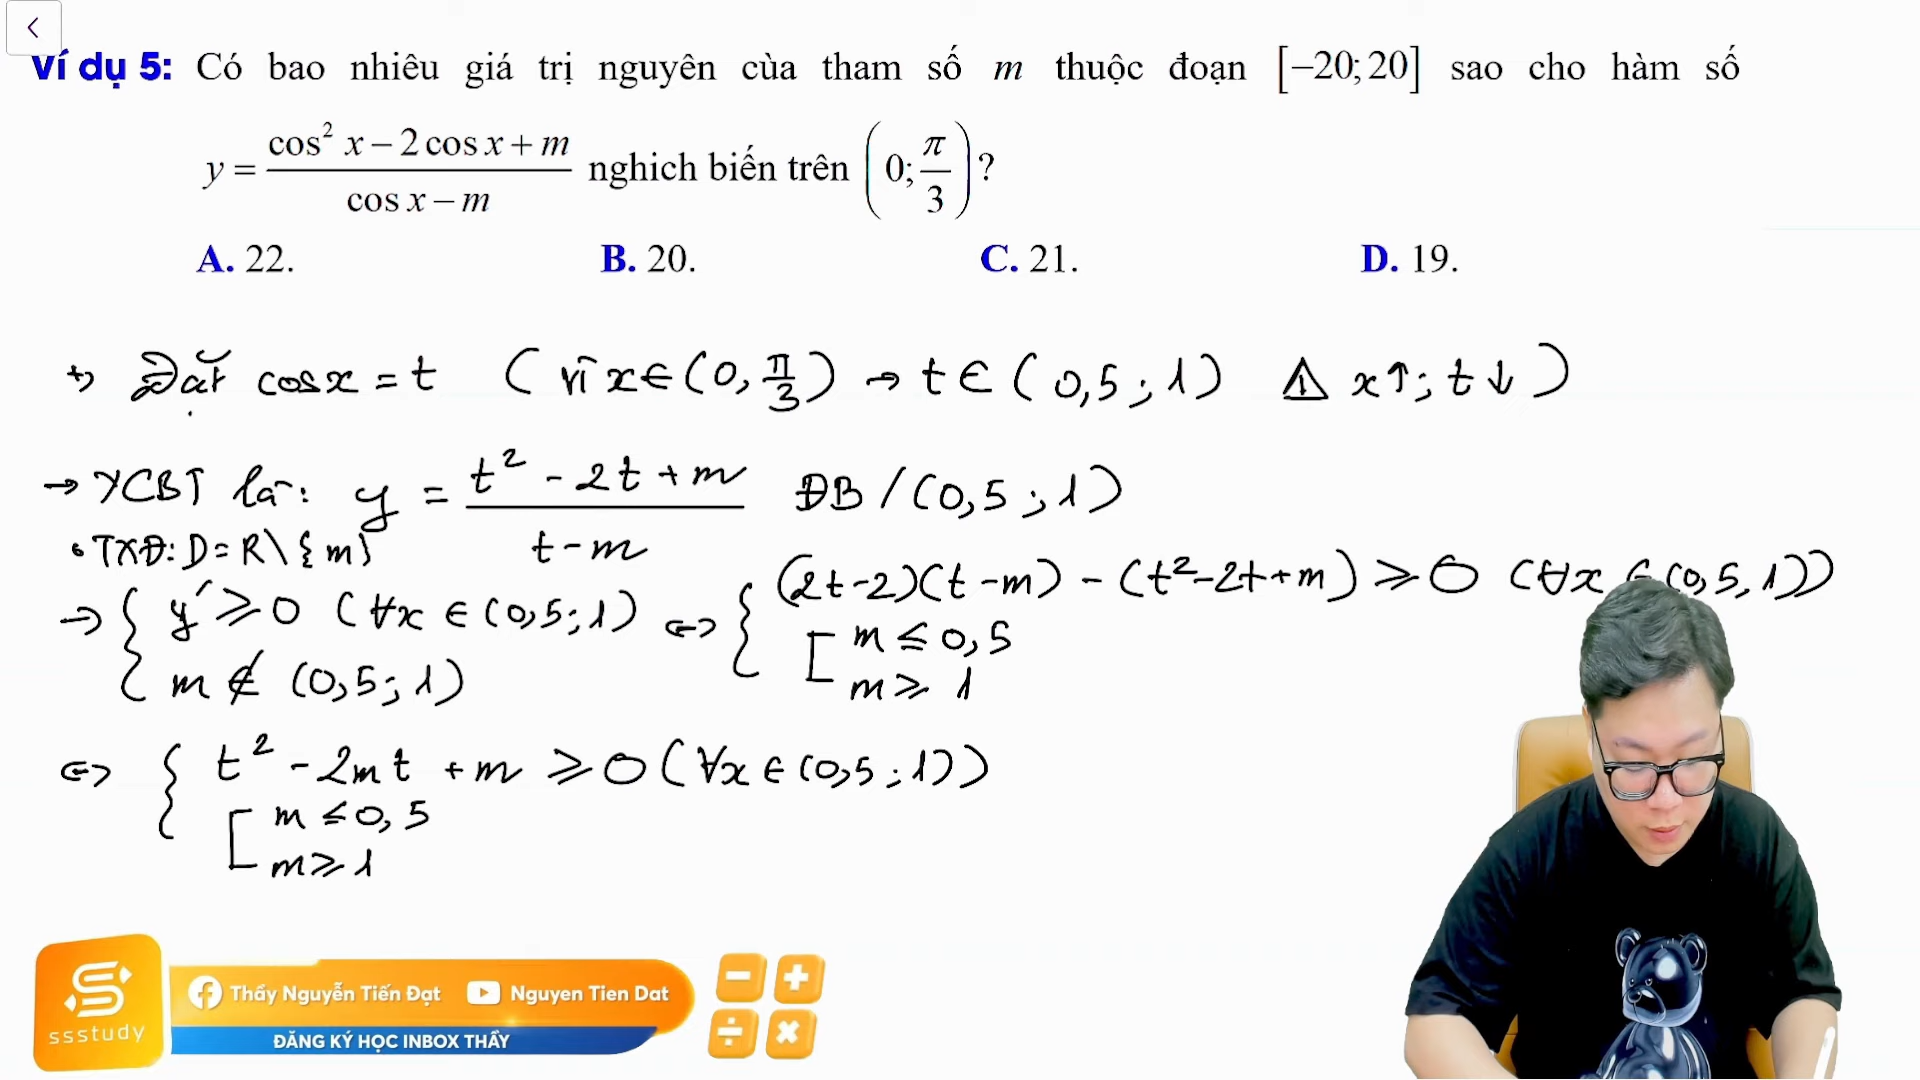 Ví dụ 5: Có bao nhiêu giá trị nguyên của tham số m thuộc đoạn [−20; 20] sao cho hàm số
y = (cos² x − 2 cos x + m) / (cos x − m) nghich biến trên (0; π/3)?
A. 22. B. 20. C. 21. D. 19.
+) Đặt cosx = t ( vì x ∈ (0, π/3) → t ∈ (0,5 ; 1) ⚠ x↑; t↓ )
→ YCBT là: y = (t² - 2t + m) / (t - m) ĐB / (0,5 ; 1)
• TXĐ: D = R\{m}
→ { y' ≥ 0 (∀x ∈ (0,5; 1) ⇔ { (2t-2)(t-m) - (t²-2t+m) ≥ 0 (∀x ∈ (0,5, 1))
m ∉ (0,5; 1) [ m ≤ 0,5
m ≥ 1
⇔ { t² - 2mt + m ≥ 0 (∀x ∈ (0,5 ; 1))
[ m ≤ 0,5
m ≥ 1
ssstudy
Thầy Nguyễn Tiến Đạt Nguyen Tien Dat
ĐĂNG KÝ HỌC INBOX THẦY